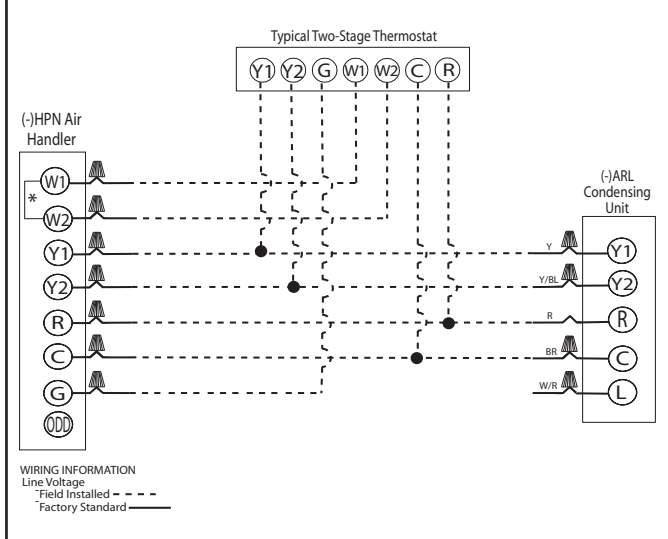 Typical Two-Stage Thermostat
Y1 Y2 G W1 W2 C R
(-)HPN Air
Handler
W1
*
W2
Y1
Y2
R
C
G
ODD
(-)ARL
Condensing
Unit
Y Y1
Y/BL Y2
R R
BR C
W/R L
WIRING INFORMATION
Line Voltage
-Field Installed
-Factory Standard